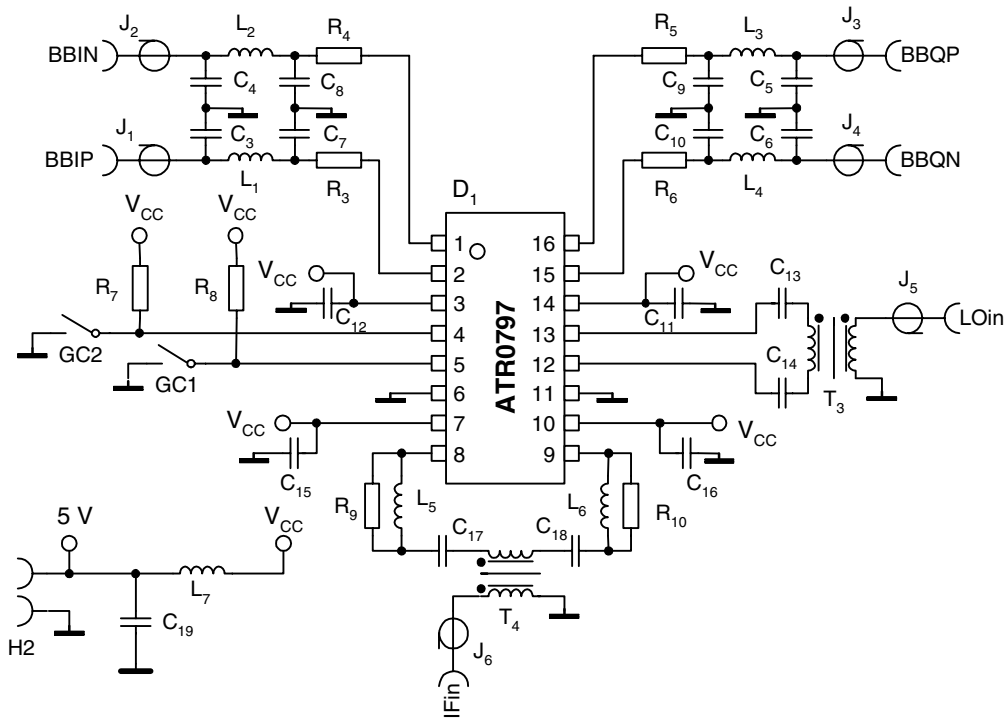 J2 L2 R4 R5 L3 J3
BBIN C4 C8 C9 C5 BBQP
J1 C3 C7 C10 C6 J4
BBIP L1 R3 R6 L4 BBQN
VCC VCC D1
R7 R8 1 16
2 15
VCC 3 14 VCC C13 J5
C12 C11 LOin
4 13
GC2 5 12 C14
GC1 6 11 T3
ATR0797
VCC 7 10 VCC
8 9
C15 C16
R9 L5 L6 R10
C17 C18
5 V VCC
L7
C19 T4
H2 J6
IFin